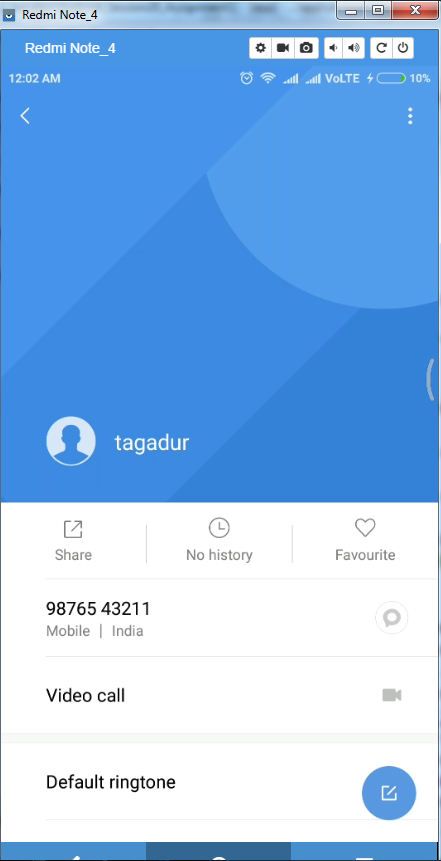 Redmi Note_4
Redmi Note_4
12:02 AM VoLTE 10%
tagadur
Share No history Favourite
98765 43211
Mobile | India
Video call
Default ringtone